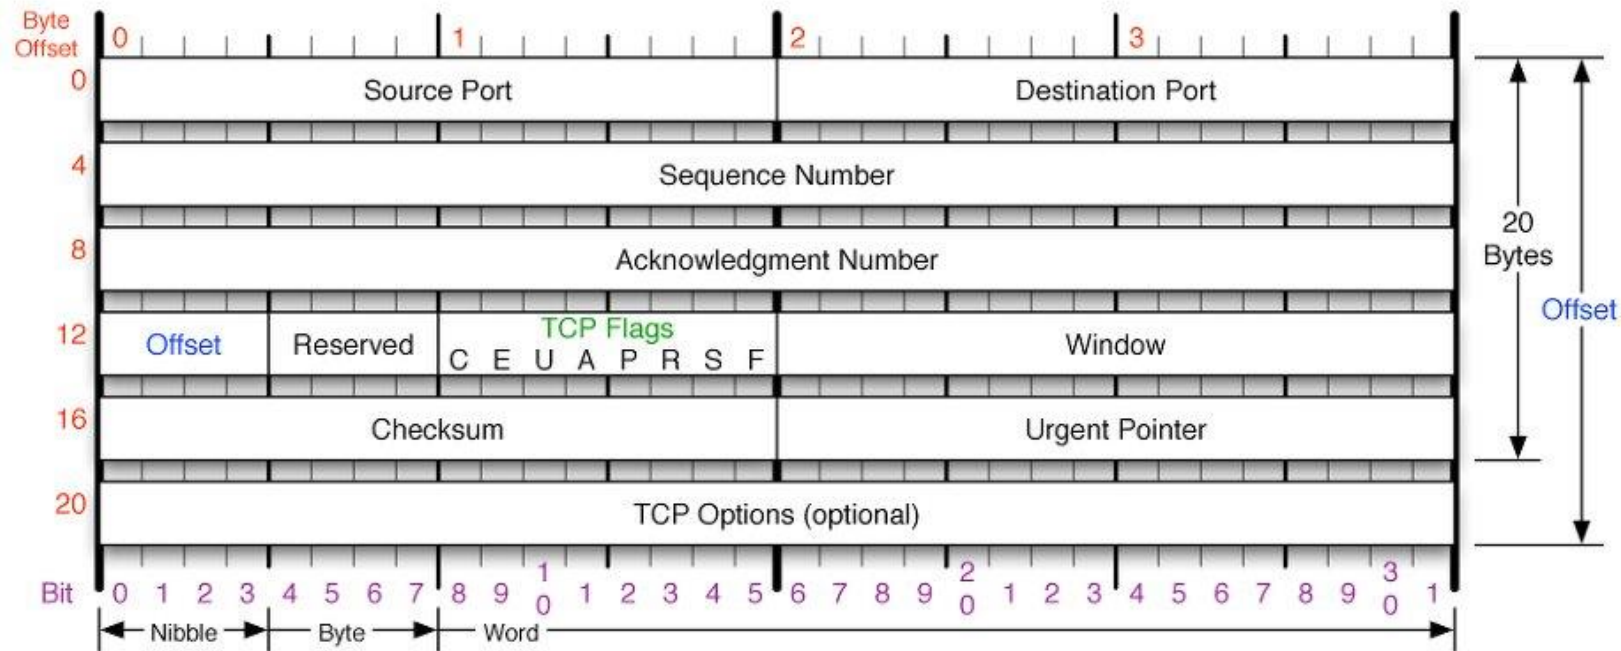 Byte
Offset
0 1 2 3
0 Source Port Destination Port
4 Sequence Number
8 Acknowledgment Number
20
Bytes
Offset
12 Offset Reserved TCP Flags Window
C E U A P R S F
16 Checksum Urgent Pointer
20 TCP Options (optional)
Bit 0 1 2 3 4 5 6 7 8 9 10 1 2 3 4 5 6 7 8 9 20 1 2 3 4 5 6 7 8 9 30 1
Nibble Byte Word